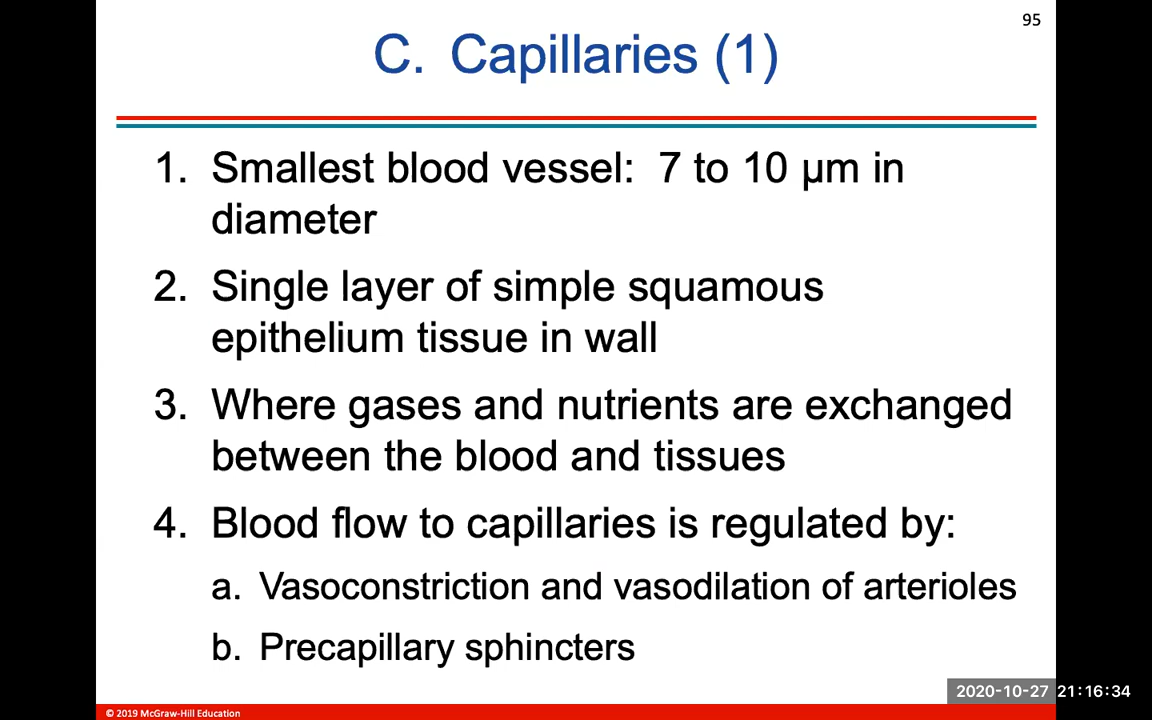 95
C. Capillaries (1)
1. Smallest blood vessel: 7 to 10 µm in
diameter
2. Single layer of simple squamous
epithelium tissue in wall
3. Where gases and nutrients are exchanged
between the blood and tissues
4. Blood flow to capillaries is regulated by:
a. Vasoconstriction and vasodilation of arterioles
b. Precapillary sphincters
2020-10-27 21:16:34
© 2019 McGraw-Hill Education